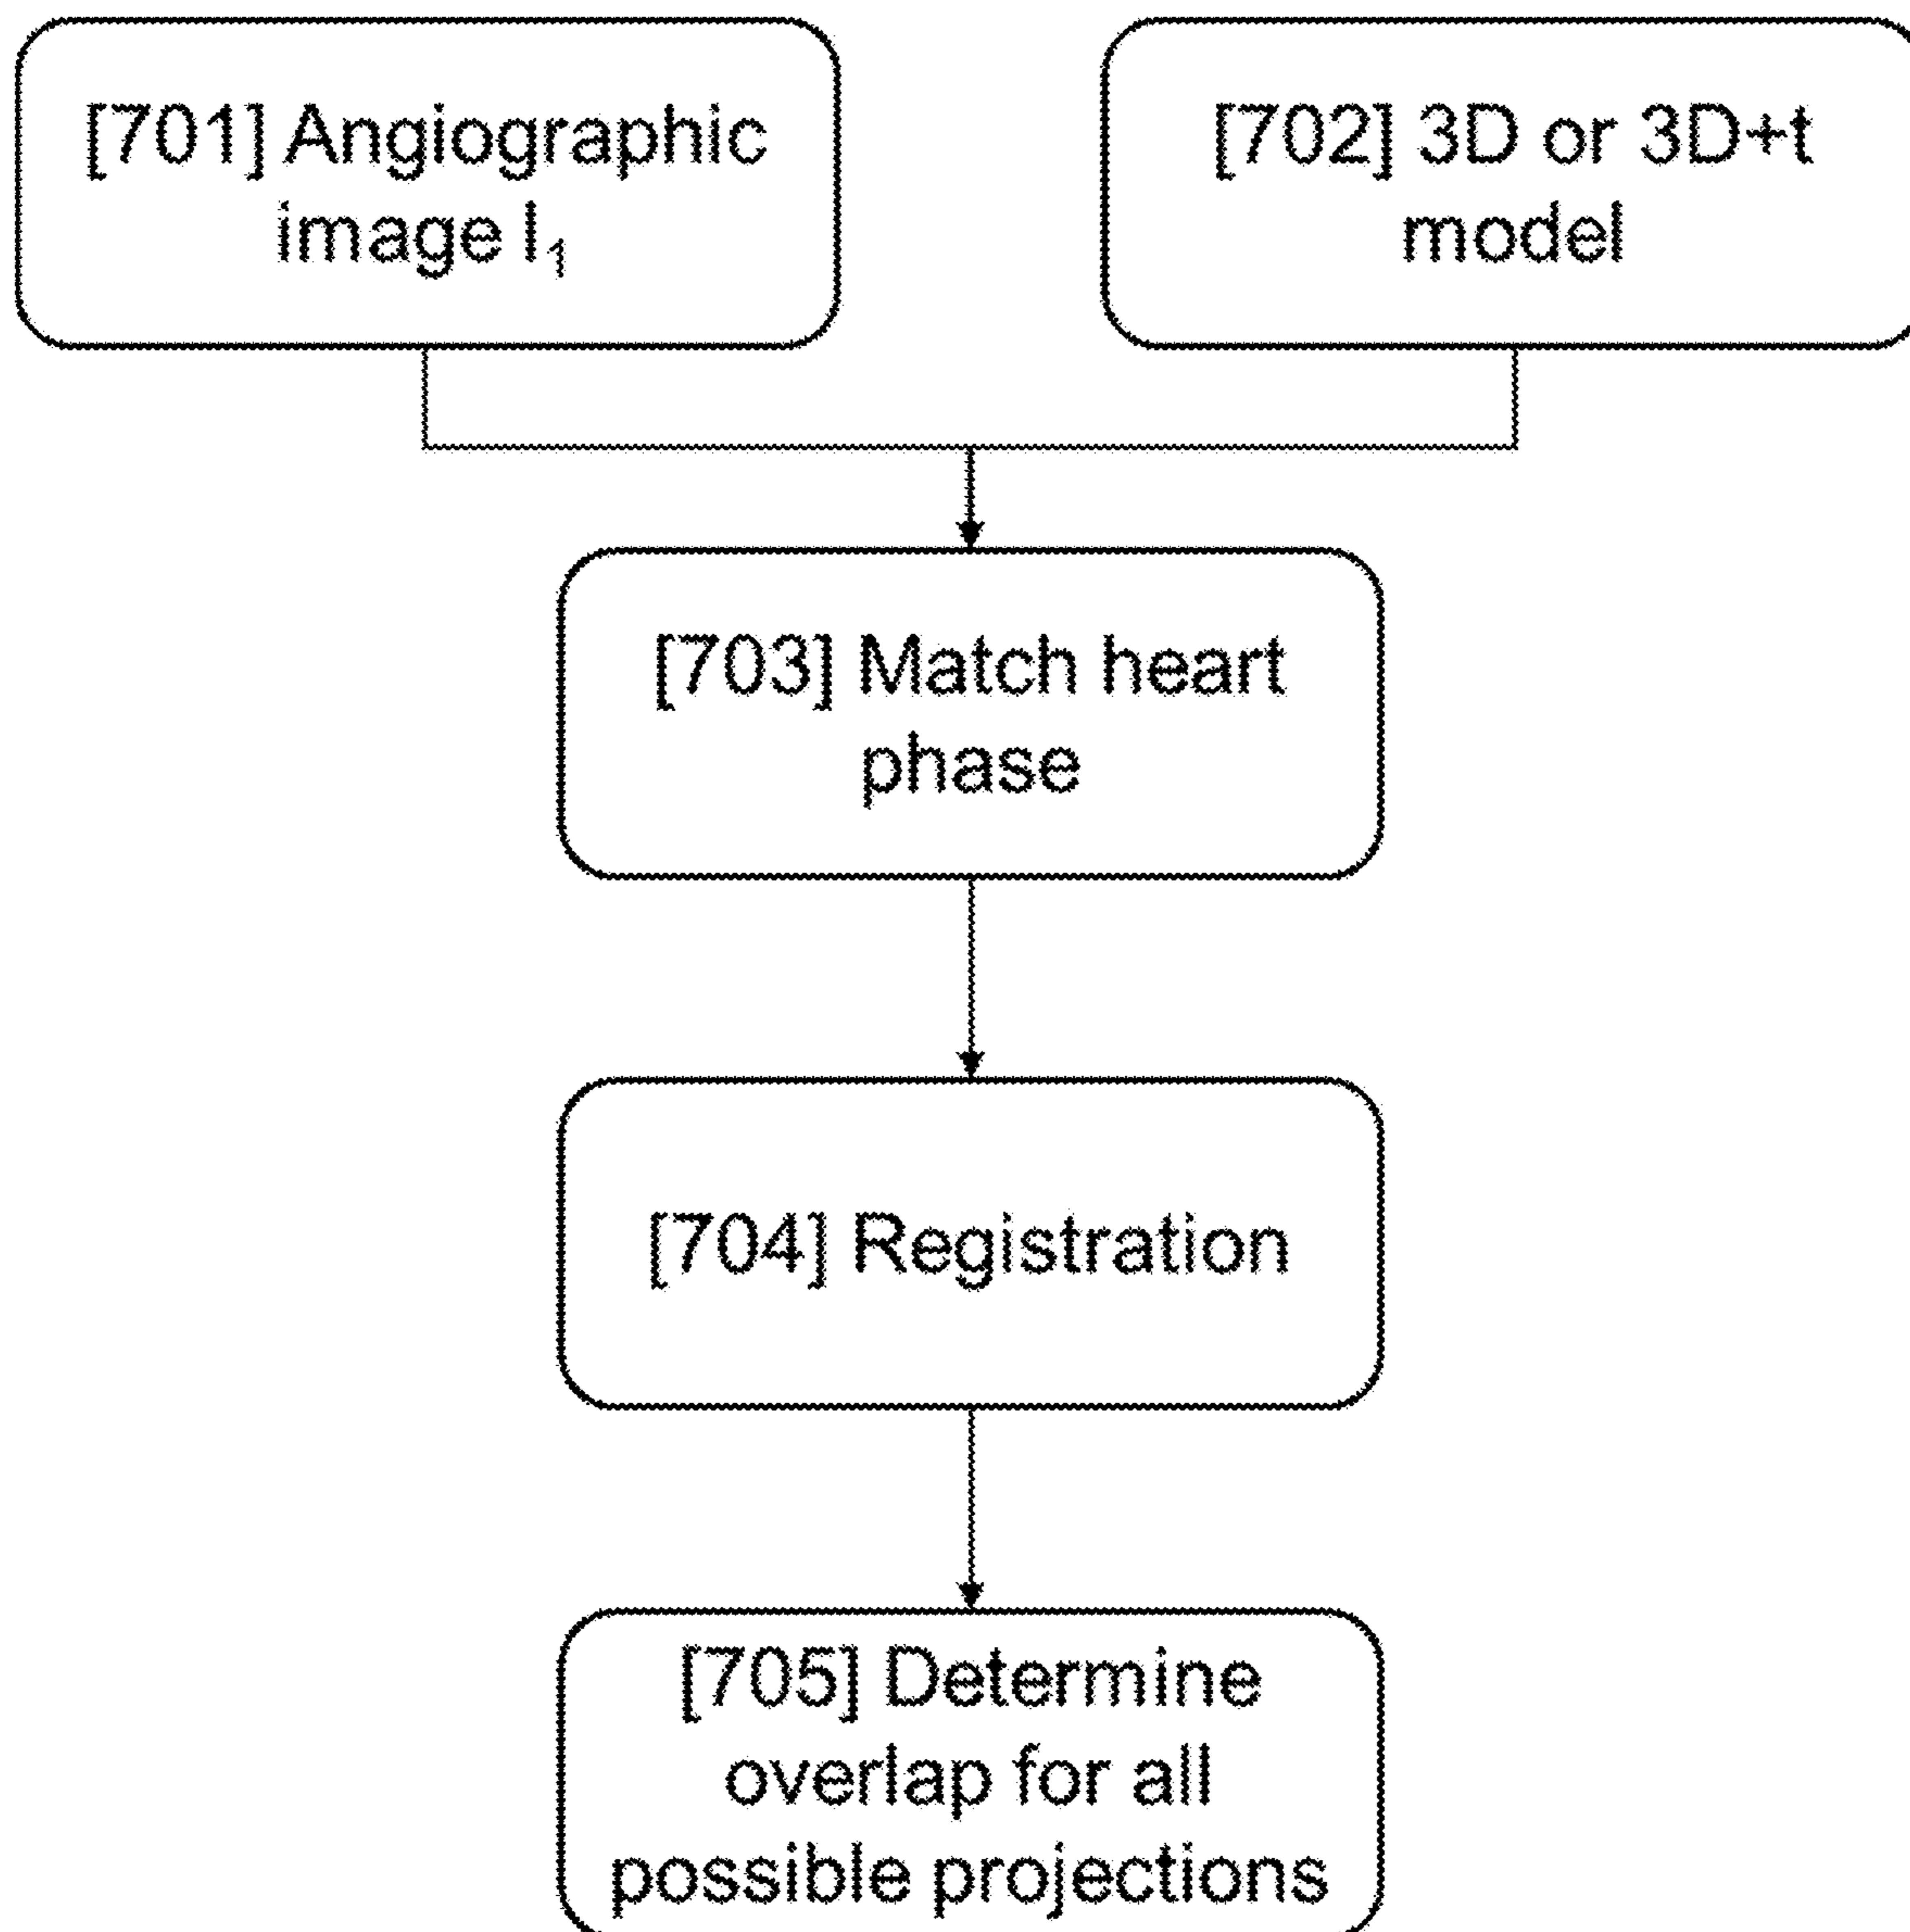 [701] Angiographic
image I₁
[702] 3D or 3D+t
model
[703] Match heart
phase
[704] Registration
[705] Determine
overlap for all
possible projections